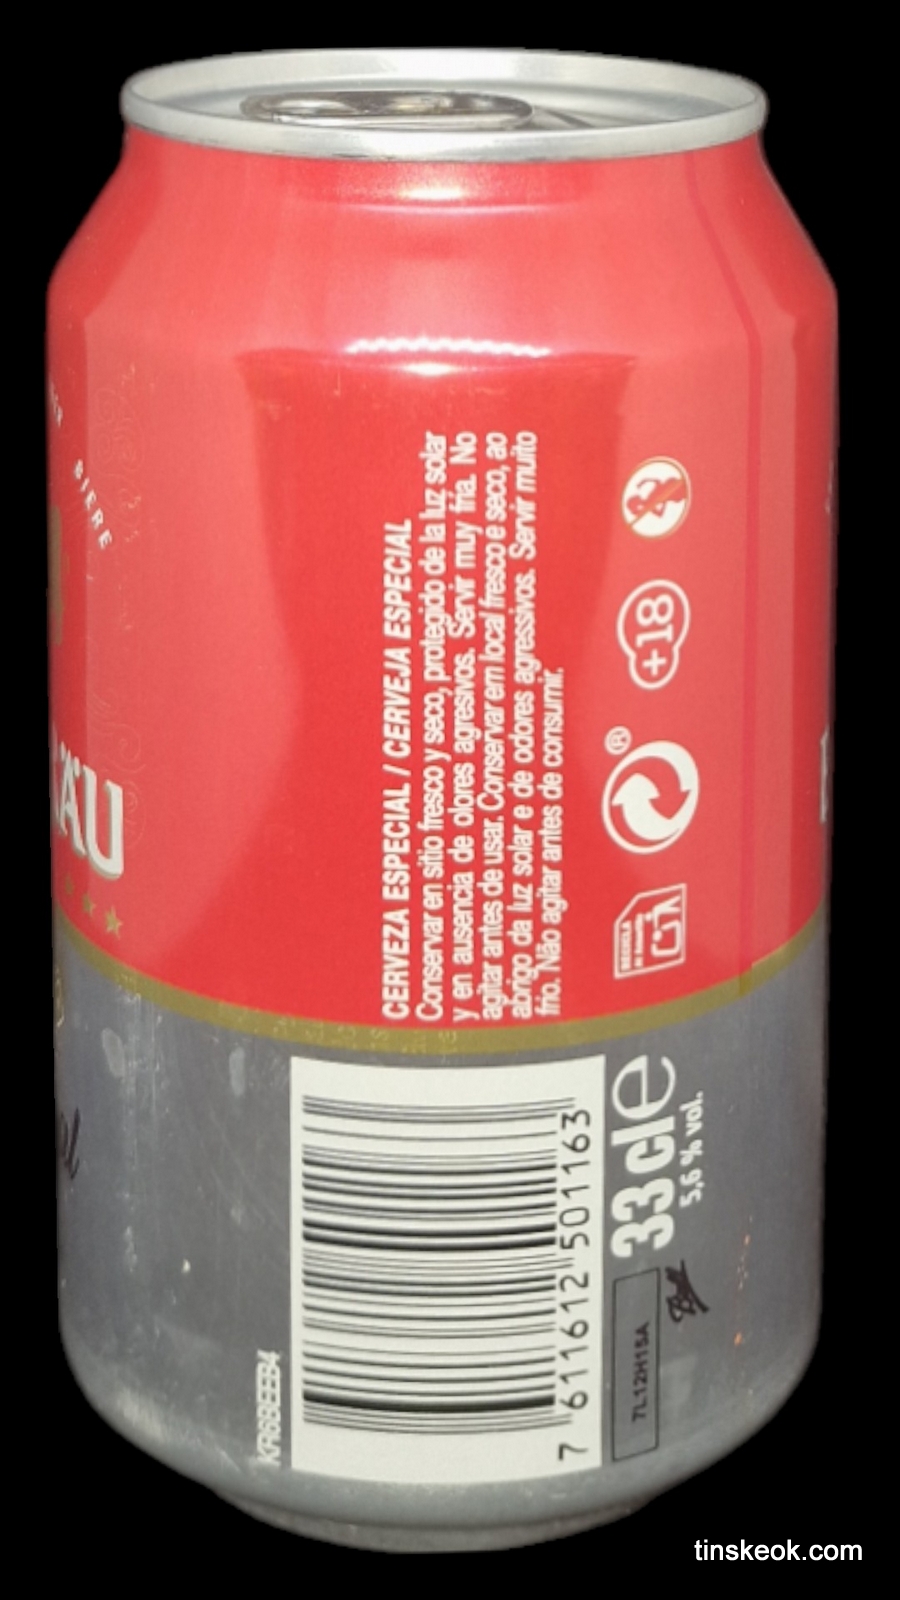 BIÈRE
ÄU
CERVEZA ESPECIAL / CERVEJA ESPECIAL
Conservar en sitio fresco y seco, protegido de la luz solar
y en ausencia de olores agresivos. Servir muy fría. No
agitar antes de usar. Conservar em local fresco e seco, ao
abrigo da luz solar e de odores agressivos. Servir muito
frio. Não agitar antes de consumir.
®
+18
KR6BEEB4
7 611612 501163
33 cl e
5,6 % vol.
7L12H15A
tinskeok.com